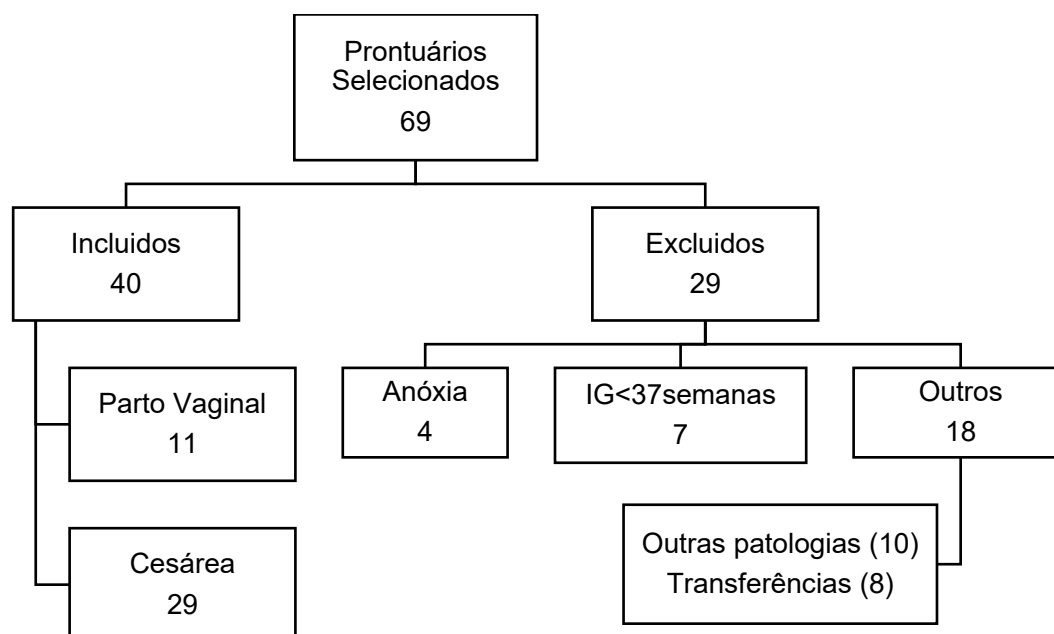 Prontuários
Selecionados
69
Incluidos
40
Excluidos
29
Parto Vaginal
11
Cesárea
29
Anóxia
4
IG<37semanas
7
Outros
18
Outras patologias (10)
Transferências (8)